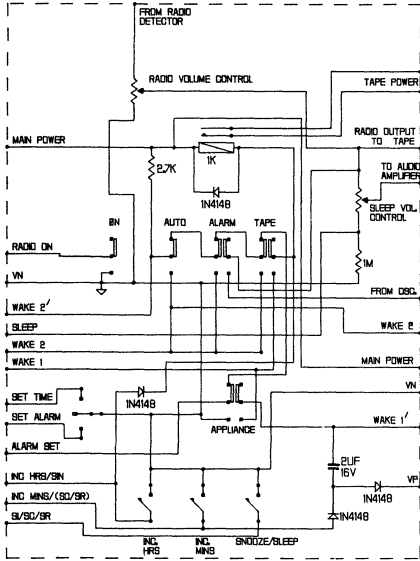 FROM RADIO
DETECTOR
RADIO VOLUME CONTROL
TAPE POWER
MAIN POWER
RADIO OUTPUT
TO TAPE
1K
2.7K
TO AUDIO
AMPLIFIER
1N4148
SLEEP VOL.
CONTROL
ON
AUTO
ALARM
TAPE
RADIO ON
1M
VN
FROM OSC.
WAKE 2'
SLEEP
WAKE 2
WAKE 2
WAKE 1
MAIN POWER
SET TIME
1N4148
VN
SET ALARM
WAKE 1'
APPLIANCE
ALARM SET
2UF
16V
INC HRS/SIN
VP
1N4148
INC MINS/(SO/SR)
1N4148
SI/SC/SR
INC.
HRS
INC.
MINS
SNOOZE/SLEEP